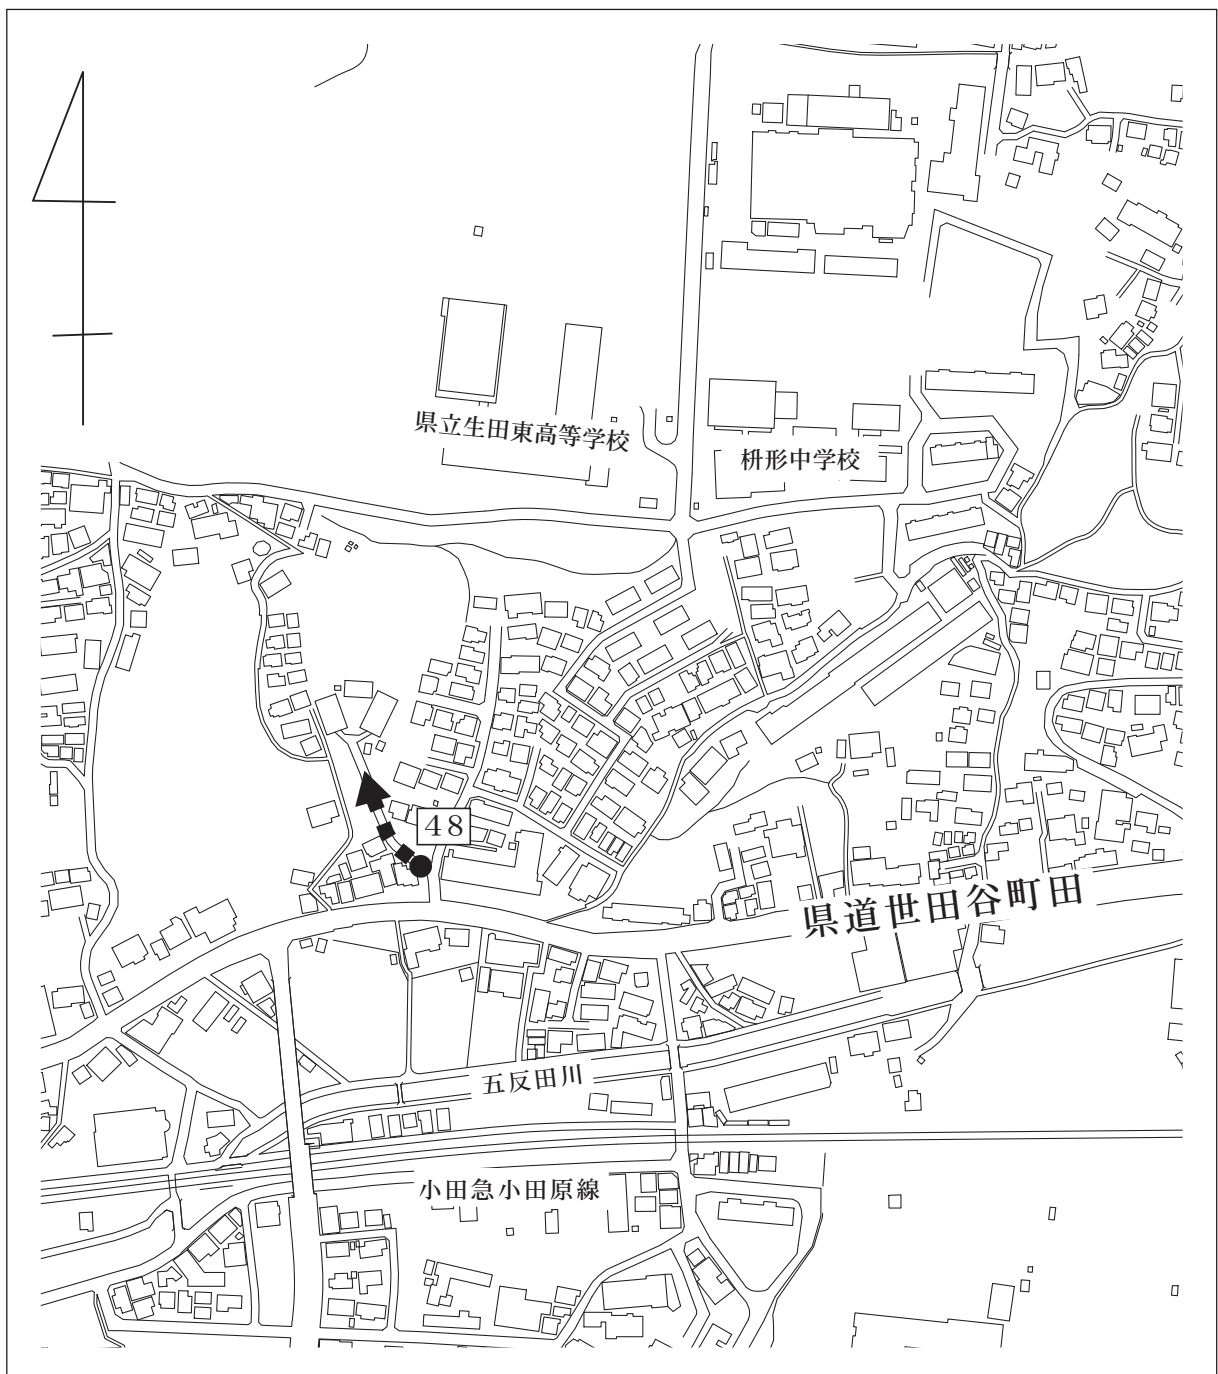 県立生田東高等学校
枡形中学校
48
県道世田谷町田
五反田川
小田急小田原線